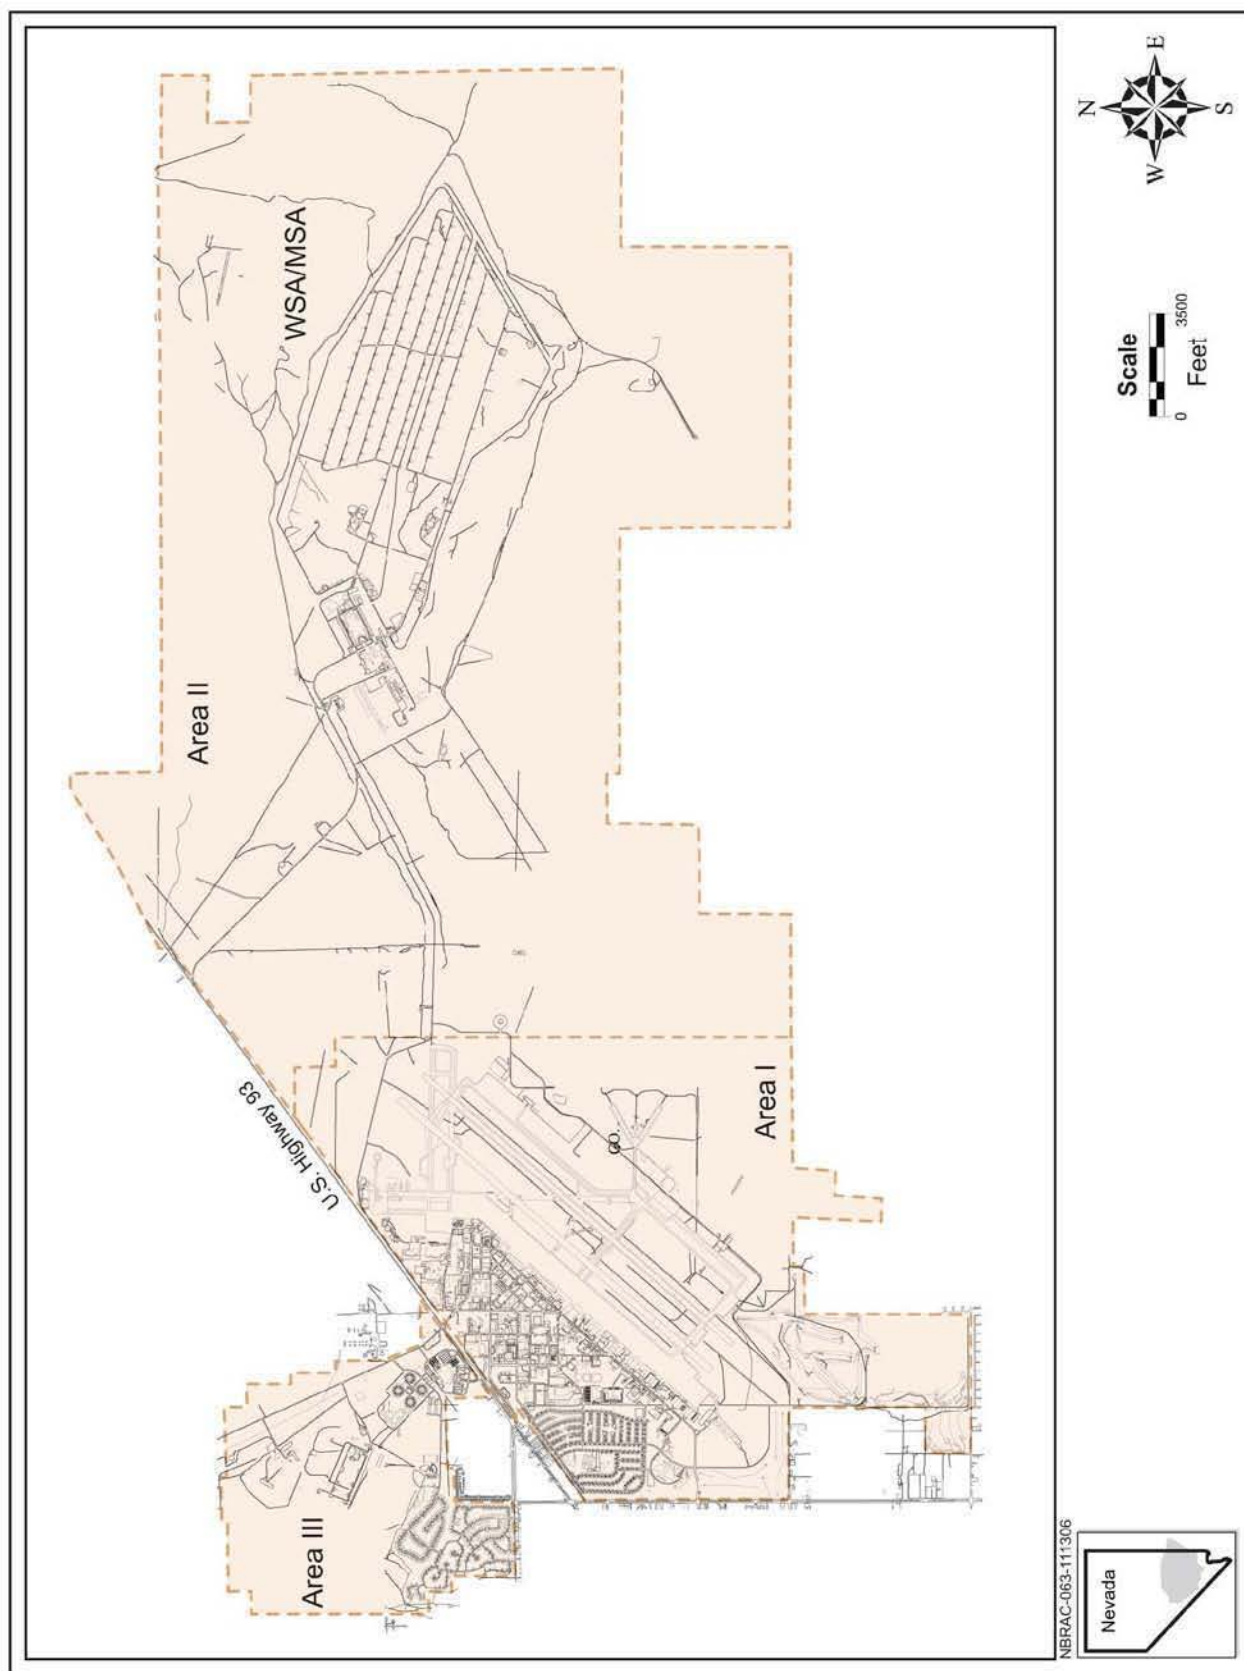 WSA/MSA
Area II
U.S. Highway 93
Area I
Area III
N
E
S
W
Scale
0
3500
Feet
NBRAC-063-111306
Nevada